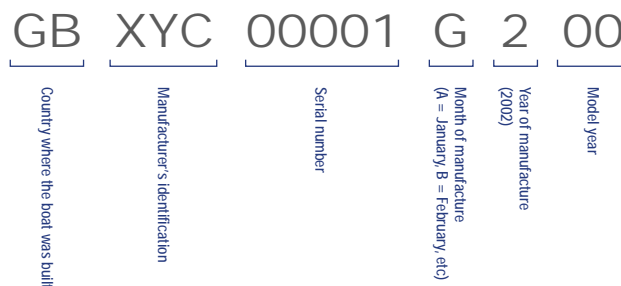 GB XYC 00001 G 2 00
Country where the boat was built
Manufacturer's identification
Serial number
Month of manufacture
(A = January, B = February, etc)
Year of manufacture
(2002)
Model year